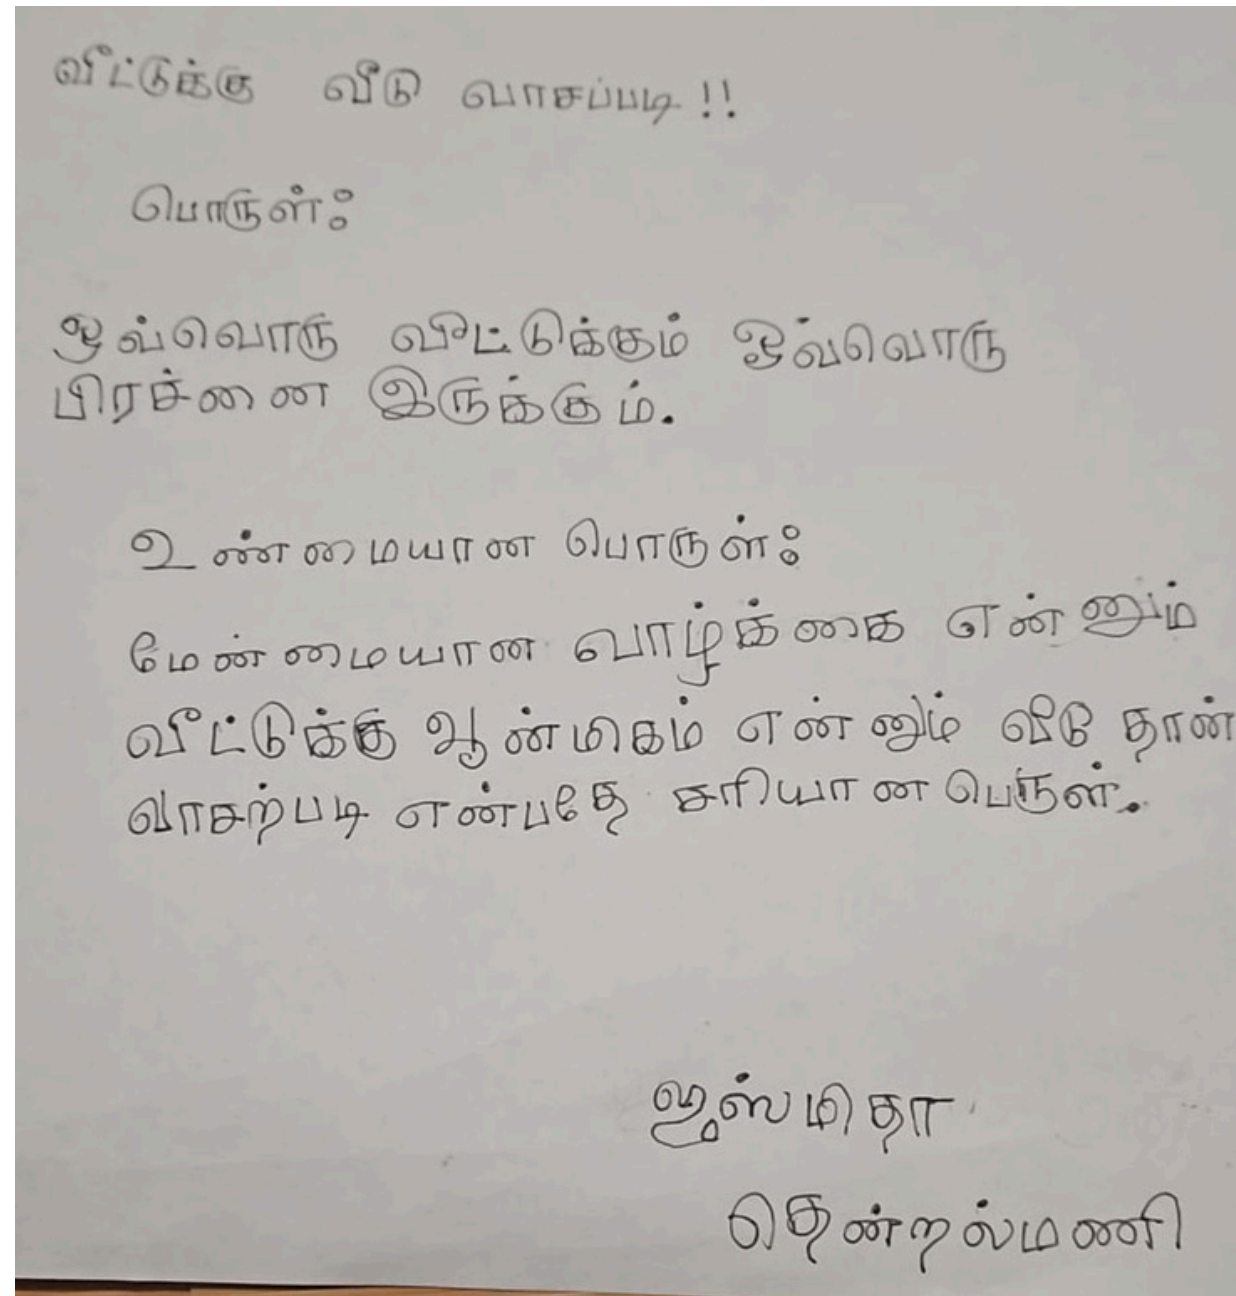 வீட்டுக்கு வீடு வாசப்படி!!
பொருள்:
ஒவ்வொரு வீட்டுக்கும் ஒவ்வொரு
பிரச்னை இருக்கும்.
உண்மையான பொருள்:
மேன்மையான வாழ்க்கை என்னும்
வீட்டுக்கு ஆன்மிகம் என்னும் வீடு தான்
வாசற்படி என்பதே சரியான பெருள்.
ஜஸ்மிதா
தென்றல்மணி